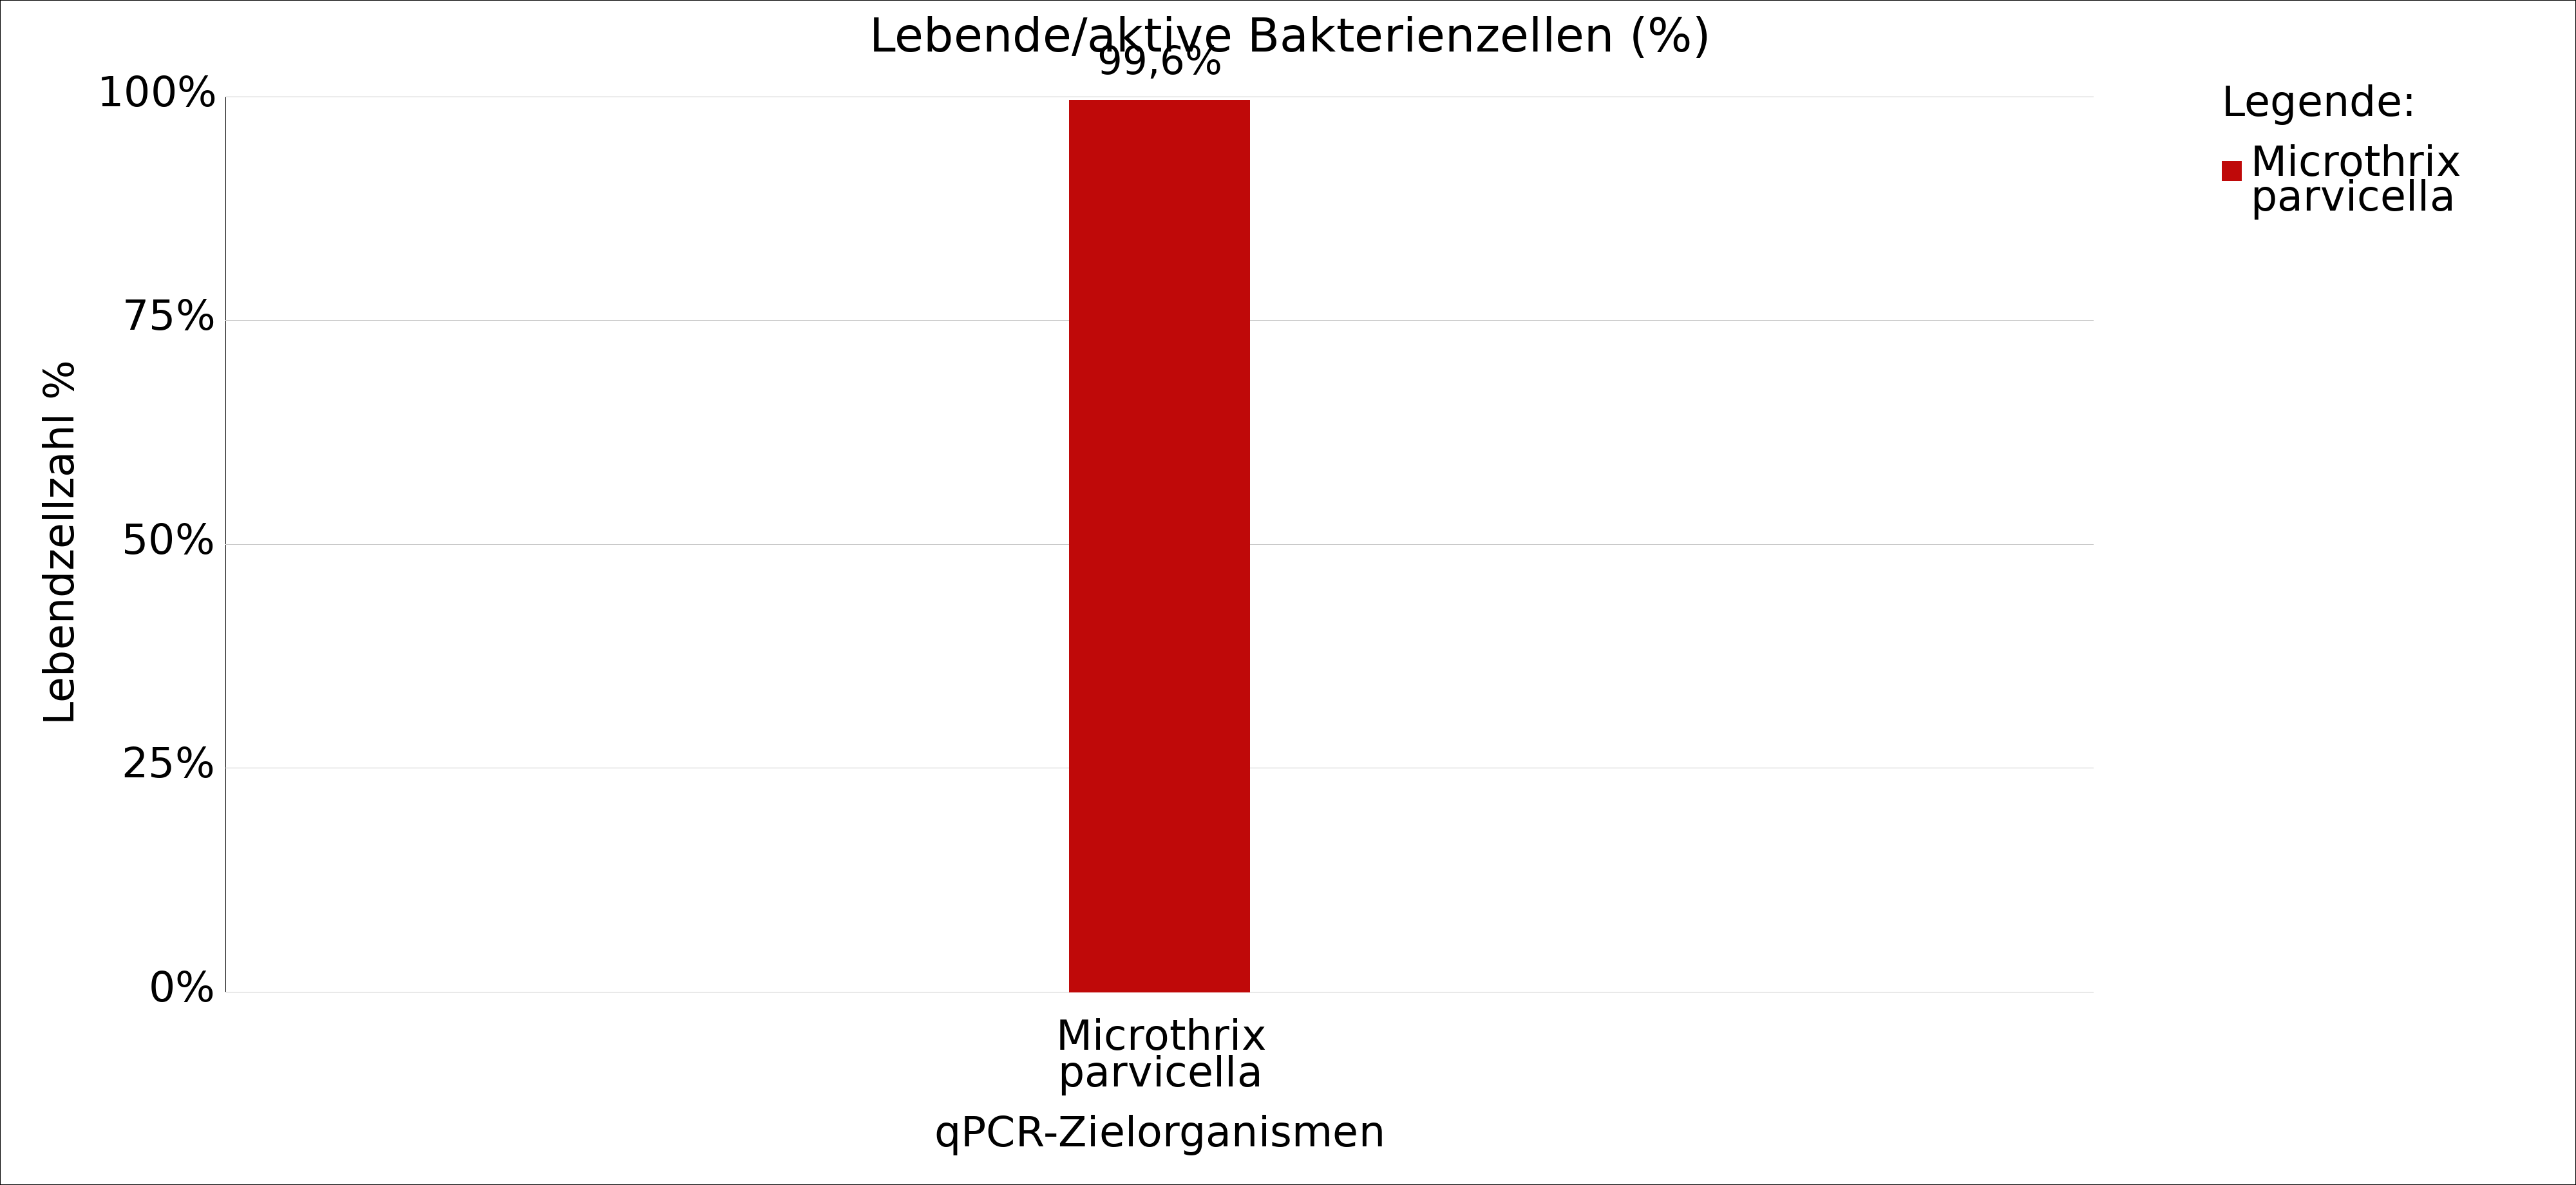 Lebende/aktive Bakterienzellen (%)
99,6%
100%
75%
50%
25%
0%
Lebendzellzahl %
Microthrix
parvicella
qPCR-Zielorganismen
Legende:
Microthrix
parvicella